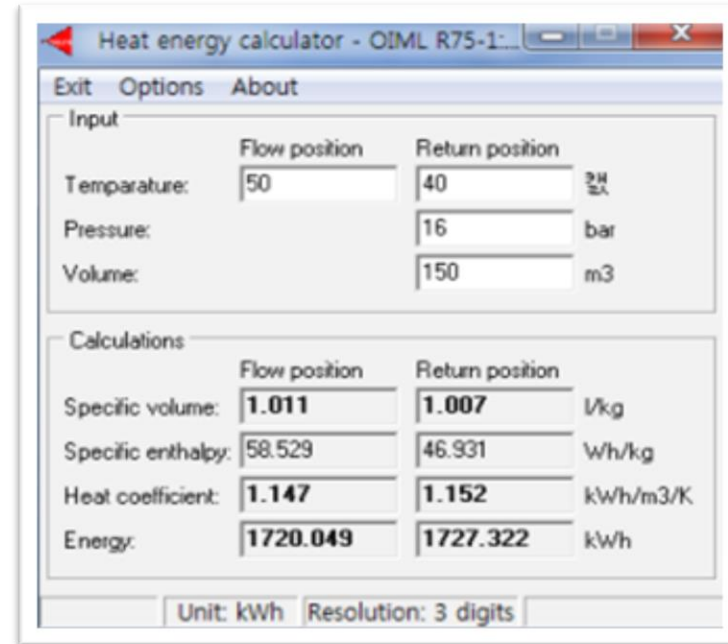 Heat energy calculator - OIML R75-1:...
Exit Options About
Input
Flow position Return position
Temparature: 50 40 캜
Pressure: 16 bar
Volume: 150 m3
Calculations
Flow position Return position
Specific volume: 1.011 1.007 l/kg
Specific enthalpy: 58.529 46.931 Wh/kg
Heat coefficient: 1.147 1.152 kWh/m3/K
Energy: 1720.049 1727.322 kWh
Unit: kWh Resolution: 3 digits